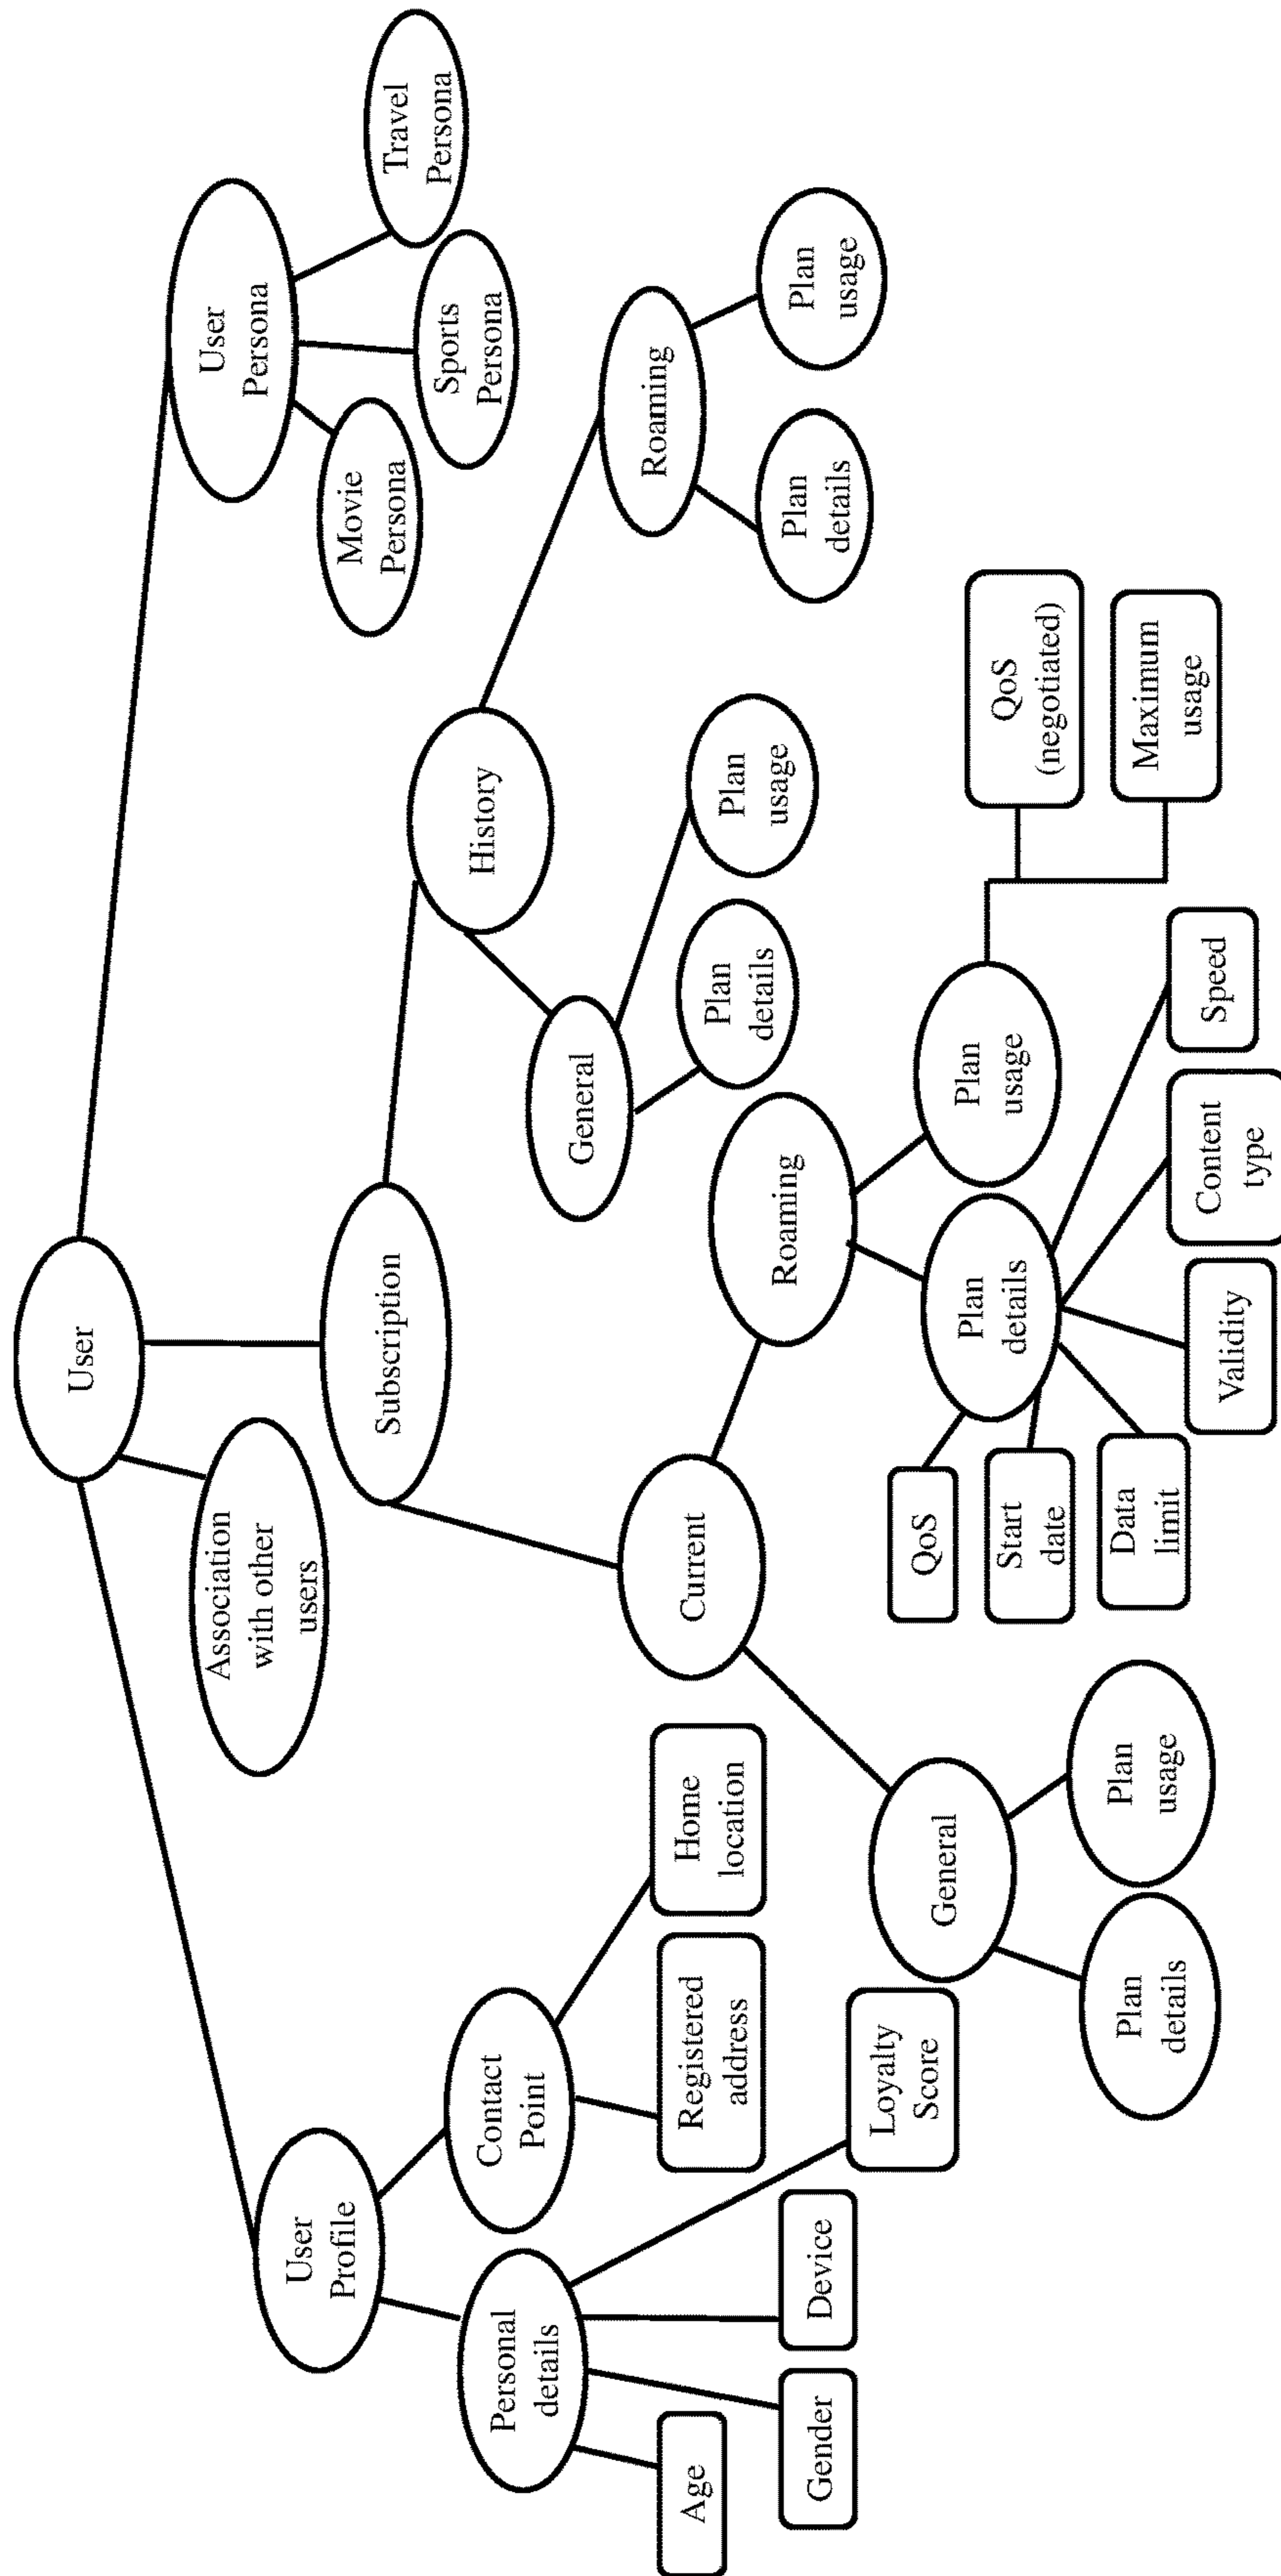 User
User
Profile
Association
with other
users
Subscription
User
Persona
Movie
Persona
Sports
Persona
Travel
Persona
Personal
details
Contact
Point
Age
Gender
Device
Loyalty
Score
Registered
address
Home
location
Current
History
General
Plan
details
Plan
usage
Roaming
Plan
details
Plan
usage
QoS
Start
date
Data
limit
Validity
Content
type
Speed
QoS
(negotiated)
Maximum
usage
General
Plan
details
Plan
usage
Roaming
Plan
details
Plan
usage